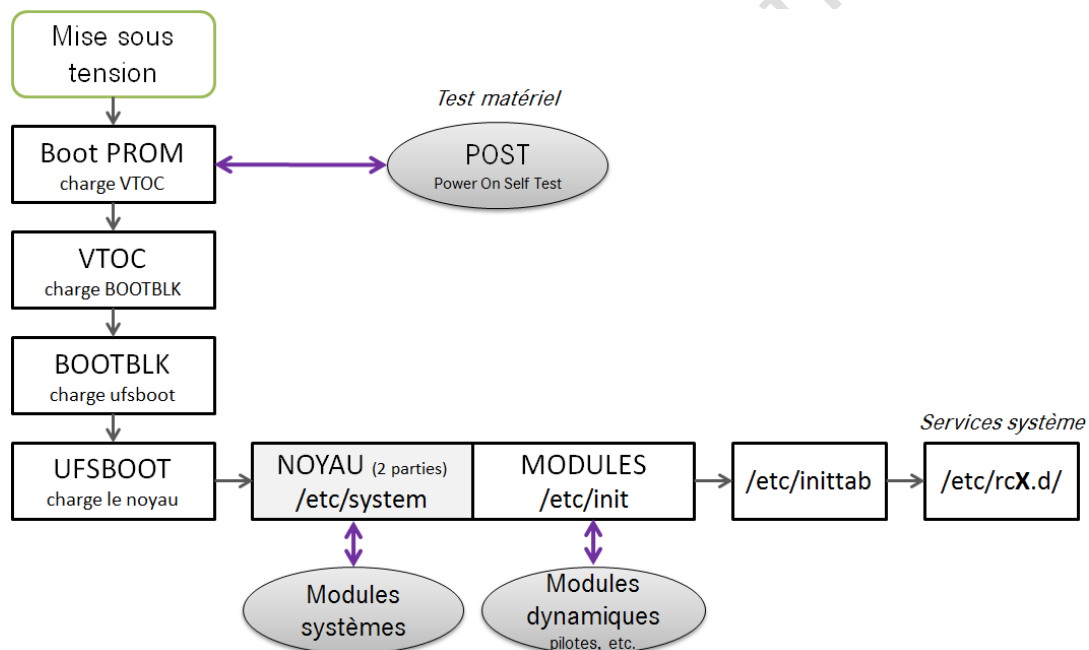 Mise sous
tension
Test matériel
Boot PROM
charge VTOC
POST
Power On Self Test
VTOC
charge BOOTBLK
BOOTBLK
charge ufsboot
Services système
UFSBOOT
charge le noyau
NOYAU (2 parties)
/etc/system
MODULES
/etc/init
/etc/inittab
/etc/rcX.d/
Modules
systèmes
Modules
dynamiques
pilotes, etc.